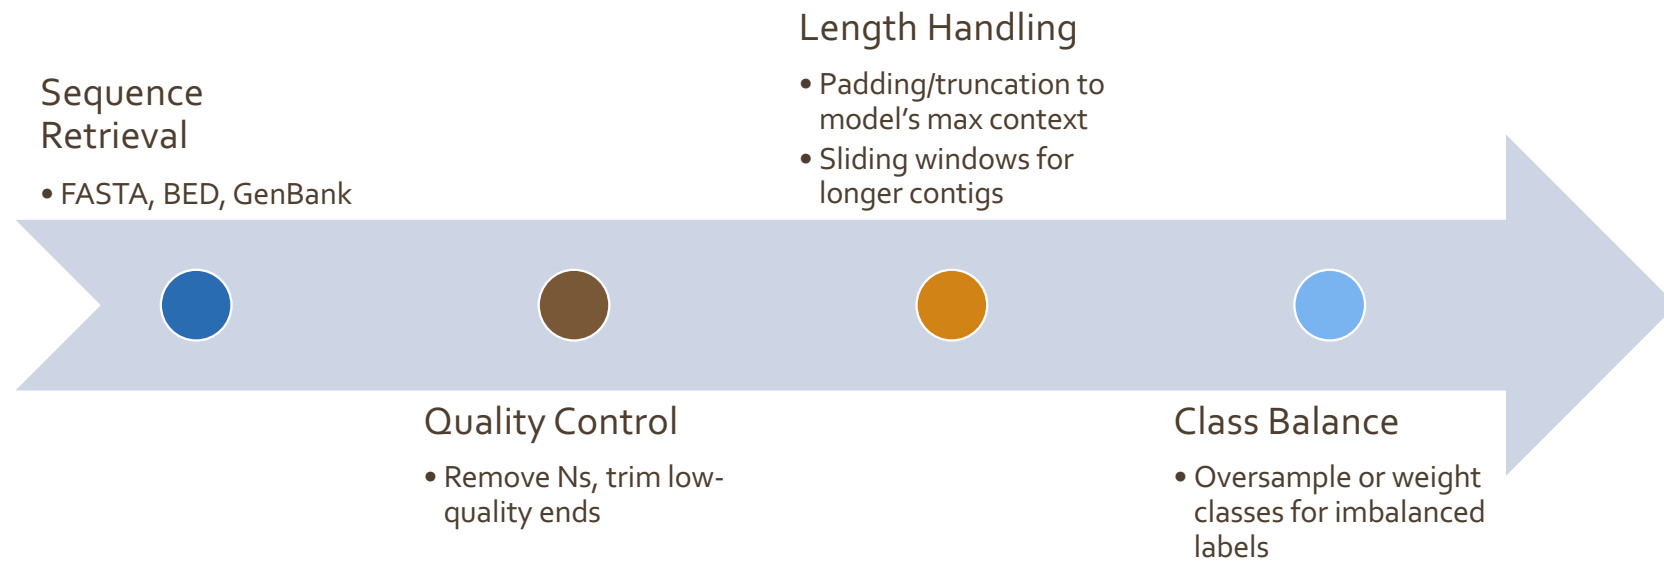 Sequence
Retrieval
• FASTA, BED, GenBank
Quality Control
• Remove Ns, trim low-
quality ends
Length Handling
• Padding/truncation to
model’s max context
• Sliding windows for
longer contigs
Class Balance
• Oversample or weight
classes for imbalanced
labels